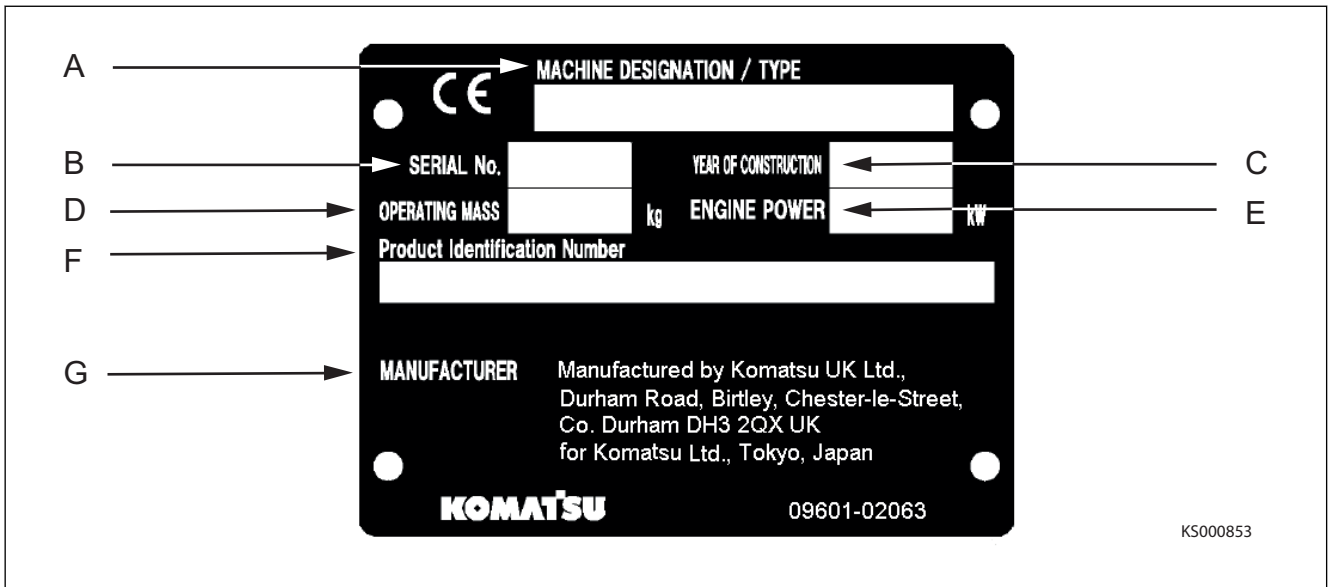 A MACHINE DESIGNATION / TYPE
CE
B SERIAL No. YEAR OF CONSTRUCTION C
D OPERATING MASS kg ENGINE POWER kW E
F Product Identification Number
G MANUFACTURER Manufactured by Komatsu UK Ltd.,
Durham Road, Birtley, Chester-le-Street,
Co. Durham DH3 2QX UK
for Komatsu Ltd., Tokyo, Japan
KOMATSU 09601-02063
KS000853